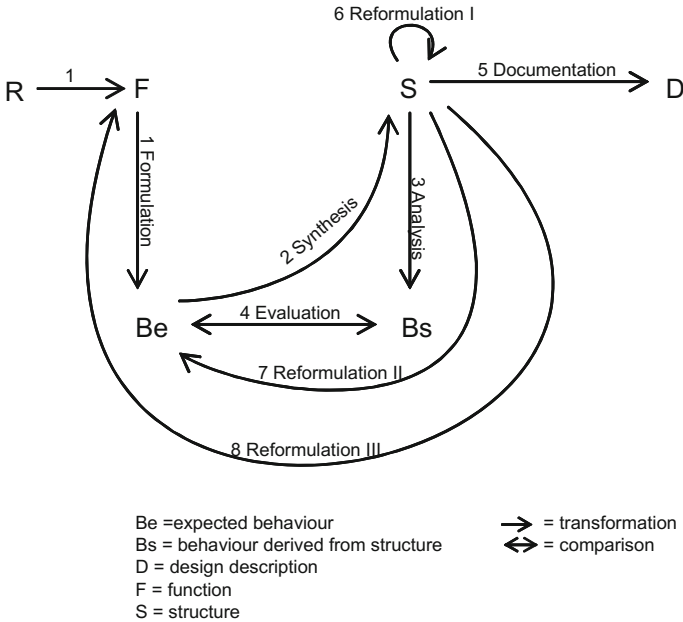 6 Reformulation I
1
5 Documentation
R
F
S
D
1 Formulation
2 Synthesis
3 Analysis
4 Evaluation
Be
Bs
7 Reformulation II
8 Reformulation III
Be =expected behaviour
= transformation
Bs = behaviour derived from structure
= comparison
D = design description
F = function
S = structure